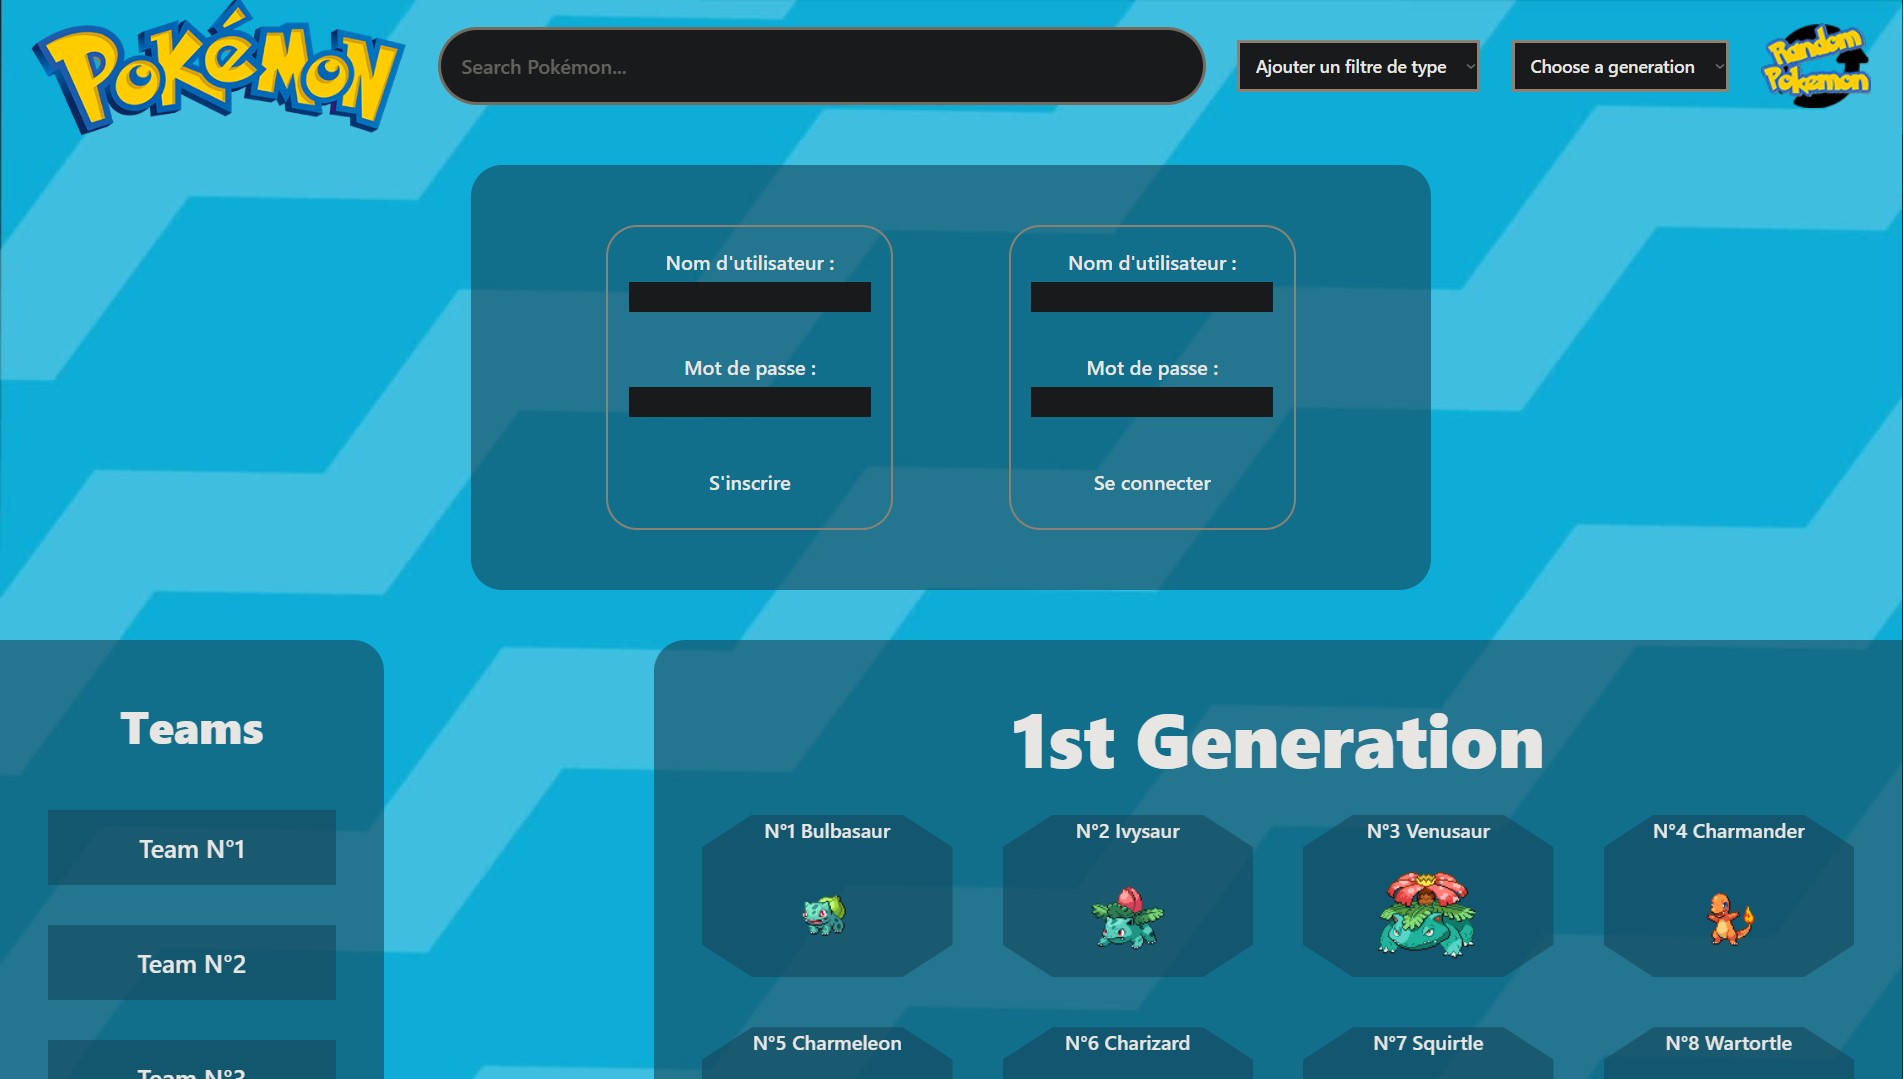 Pokémon
Search Pokémon...
Ajouter un filtre de type
Choose a generation
Random
Pokemon
Nom d'utilisateur :
Mot de passe :
S'inscrire
Nom d'utilisateur :
Mot de passe :
Se connecter
Teams
Team N°1
Team N°2
Team N°3
1st Generation
N°1 Bulbasaur
N°2 Ivysaur
N°3 Venusaur
N°4 Charmander
N°5 Charmeleon
N°6 Charizard
N°7 Squirtle
N°8 Wartortle